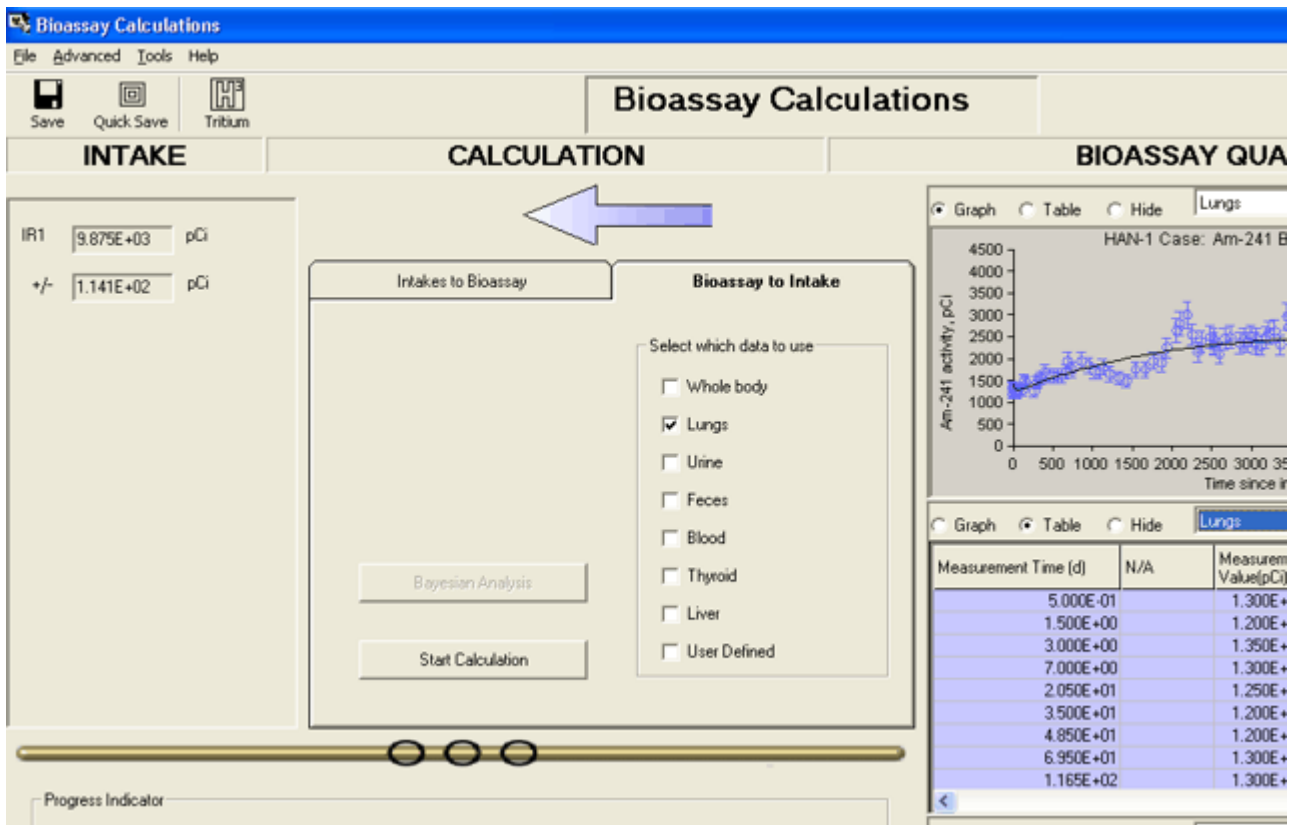 Bioassay Calculations
File Advanced Tools Help
Save Quick Save Tritium
Bioassay Calculations
INTAKE CALCULATION BIOASSAY QUA
IR1 9.875E+03 pCi
+/- 1.141E+02 pCi
Intakes to Bioassay Bioassay to Intake
Select which data to use
Whole body
Lungs
Urine
Feces
Blood
Thyroid
Liver
User Defined
Bayesian Analysis
Start Calculation
Progress Indicator
Graph Table Hide Lungs
HAN-1 Case: Am-241 B
Am-241 activity, pCi
4500
4000
3500
3000
2500
2000
1500
1000
500
0
0 500 1000 1500 2000 2500 3000 35
Time since i
Graph Table Hide Lungs
Measurement Time (d) N/A Measurem
Value(pCi)
5.000E-01 1.300E+
1.500E+00 1.200E+
3.000E+00 1.350E+
7.000E+00 1.300E+
2.050E+01 1.250E+
3.500E+01 1.200E+
4.850E+01 1.200E+
6.950E+01 1.300E+
1.165E+02 1.300E+